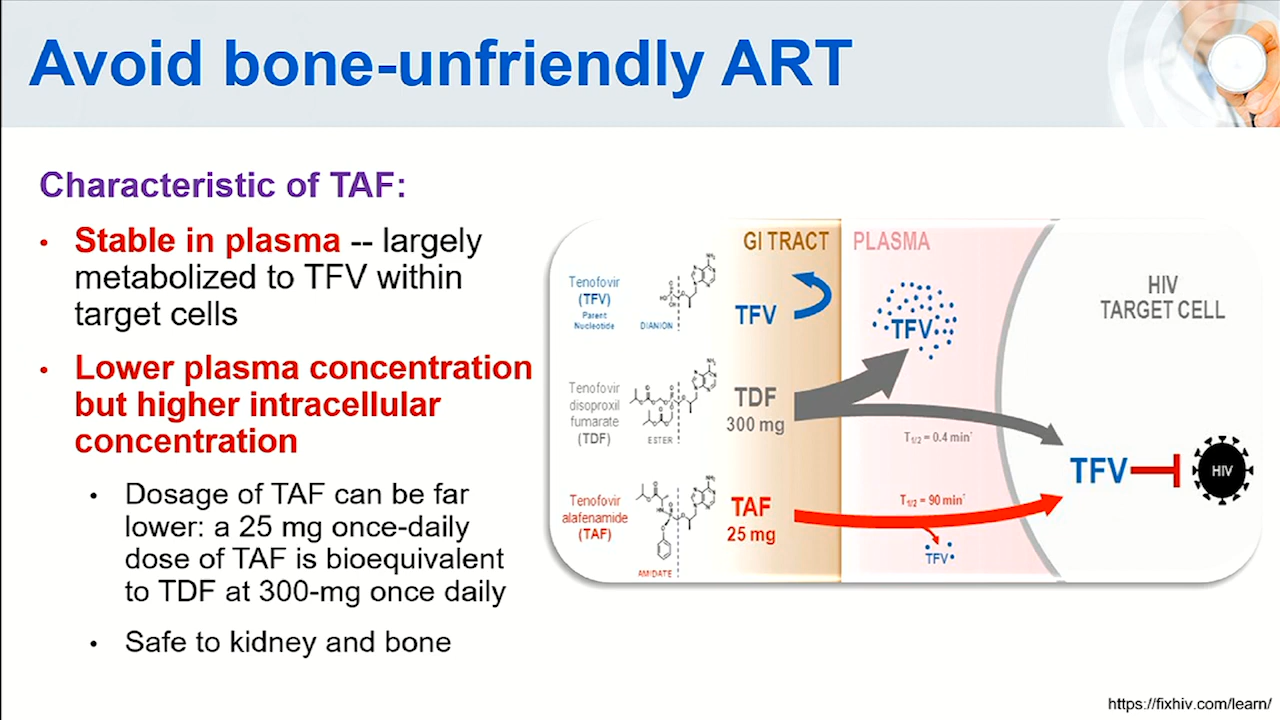 Avoid bone-unfriendly ART
Characteristic of TAF:
• Stable in plasma -- largely
metabolized to TFV within
target cells
• Lower plasma concentration
but higher intracellular
concentration
• Dosage of TAF can be far
lower: a 25 mg once-daily
dose of TAF is bioequivalent
to TDF at 300-mg once daily
• Safe to kidney and bone
GI TRACT
PLASMA
HIV
TARGET CELL
Tenofovir
(TFV)
Parent
Nucleotide
DIANION
TFV
TFV
Tenofovir
disoproxil
fumarate
(TDF)
ESTER
TDF
300 mg
T1/2 = 0.4 min*
Tenofovir
alafenamide
(TAF)
AMIDATE
TAF
25 mg
T1/2 = 90 min*
TFV
TFV
HIV
https://fixhiv.com/learn/